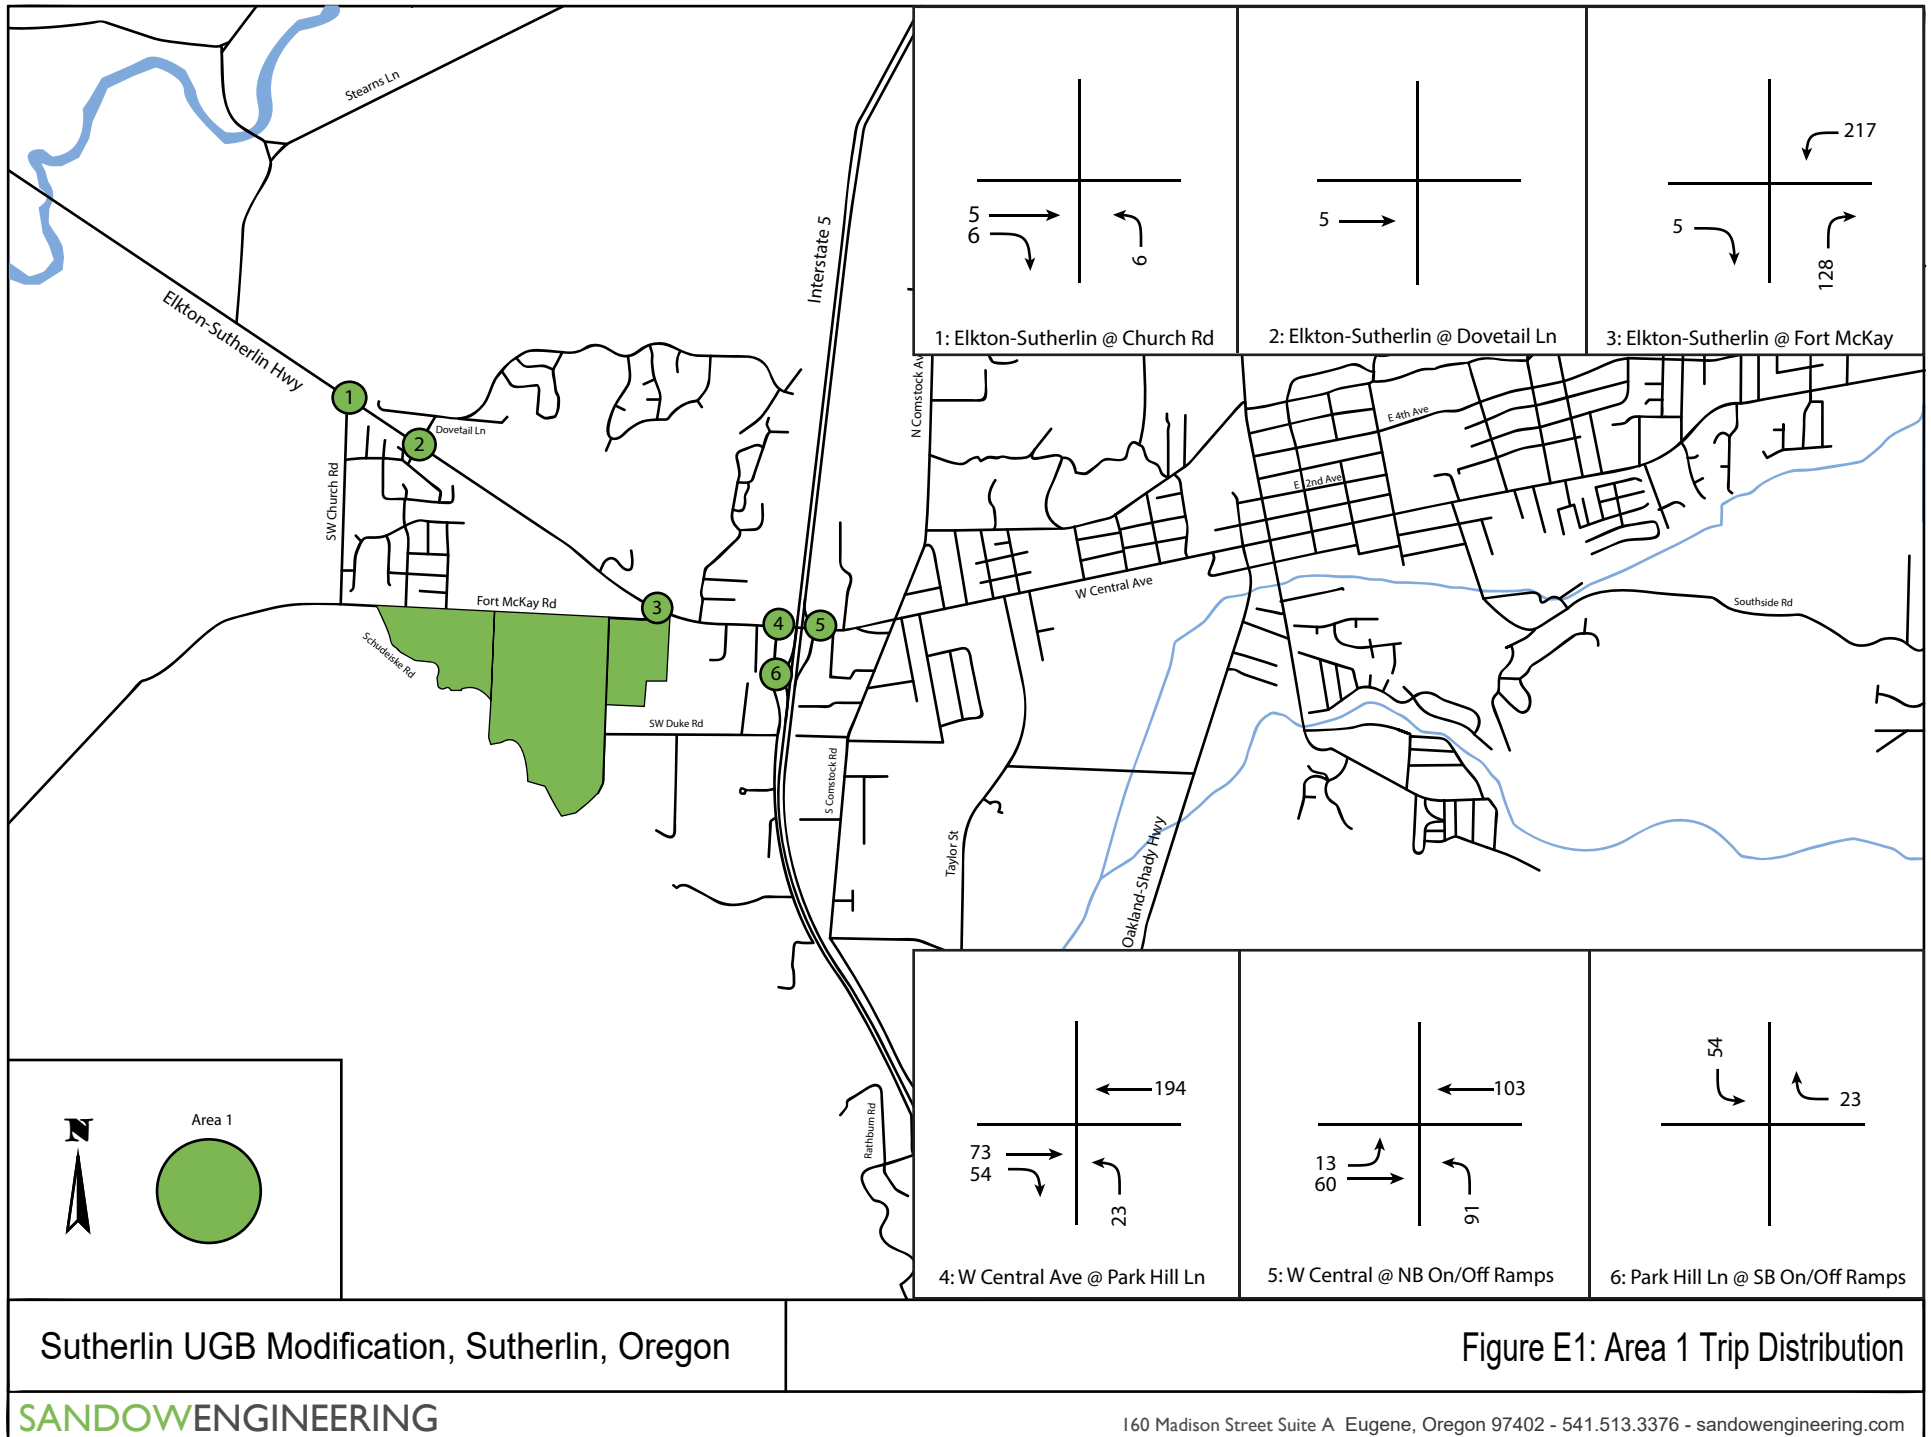 Stearns Ln
Elkton-Sutherlin Hwy
Interstate 5
5
6
6
1: Elkton-Sutherlin @ Church Rd
5
2: Elkton-Sutherlin @ Dovetail Ln
217
5
128
3: Elkton-Sutherlin @ Fort McKay
1
2
Dovetail Ln
SW Church Rd
N Comstock Av
E 4th Ave
E 2nd Ave
Fort McKay Rd
3
4
5
6
W Central Ave
Southside Rd
Schudeiske Rd
SW Duke Rd
S Comstock Rd
Taylor St
Oakland-Shady Hwy
Rathburn Rd
194
73
54
23
4: W Central Ave @ Park Hill Ln
103
13
60
91
5: W Central @ NB On/Off Ramps
54
23
6: Park Hill Ln @ SB On/Off Ramps
N
Area 1
Sutherlin UGB Modification, Sutherlin, Oregon
Figure E1: Area 1 Trip Distribution
SANDOWENGINEERING
160 Madison Street Suite A Eugene, Oregon 97402 - 541.513.3376 - sandowengineering.com